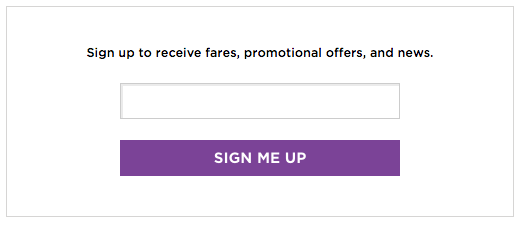 Sign up to receive fares, promotional offers, and news.
SIGN ME UP